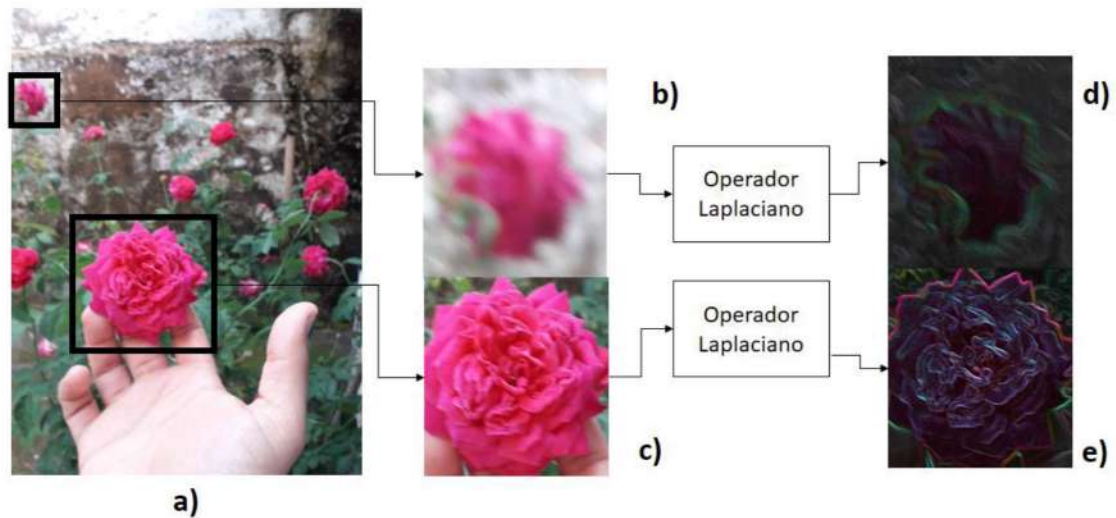 b)
d)
Operador
Laplaciano
Operador
Laplaciano
c)
e)
a)